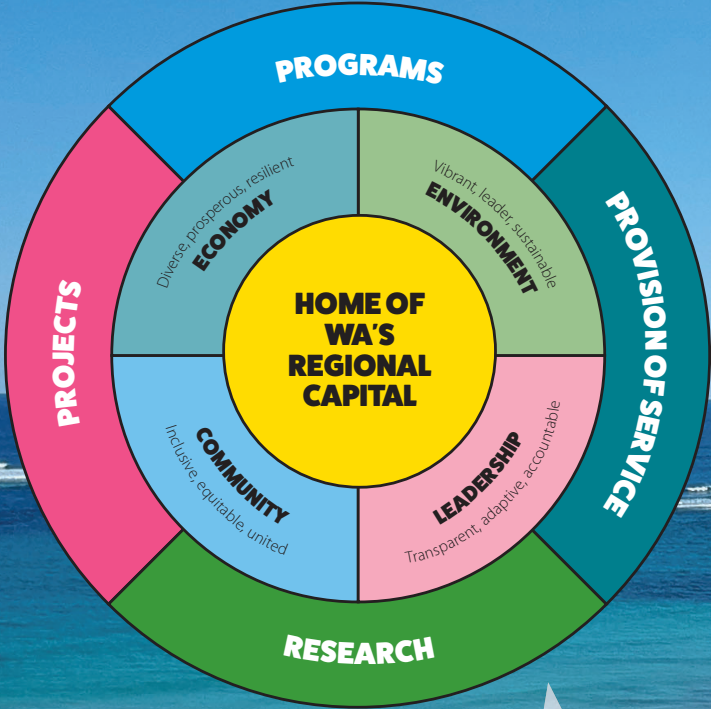 PROGRAMS
Diverse, prosperous, resilient
ECONOMY
Vibrant, leader, sustainable
ENVIRONMENT
PROJECTS
HOME OF
WA'S
REGIONAL
CAPITAL
PROVISION OF SERVICE
COMMUNITY
Inclusive, equitable, united
LEADERSHIP
Transparent, adaptive, accountable
RESEARCH